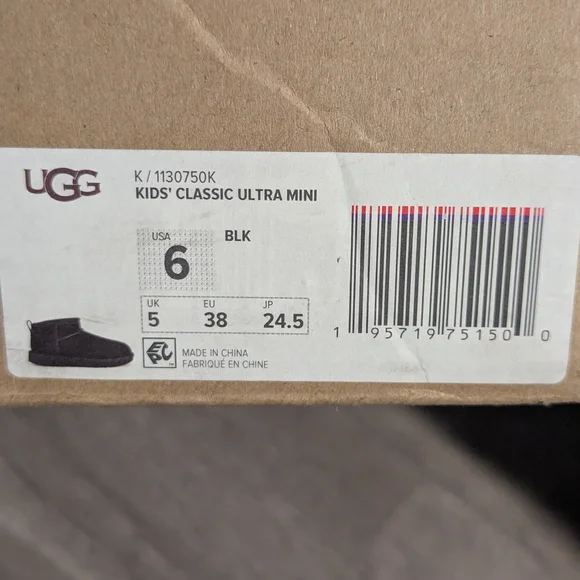 UGG
K / 1130750K
KIDS' CLASSIC ULTRA MINI
USA
6
BLK
UK EU JP
5 38 24.5
MADE IN CHINA
FABRIQUÉ EN CHINE
1 95719 75150 0